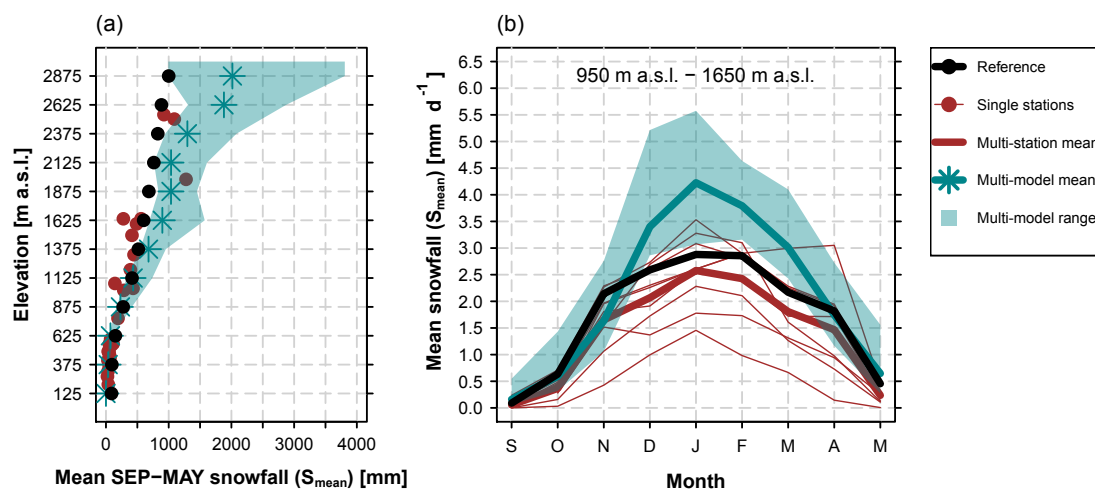 (a)
2875
2625
2375
2125
1875
1625
1375
1125
875
625
375
125
Elevation [m a.s.l.]
0 1000 2000 3000 4000
Mean SEP−MAY snowfall (Smean) [mm]
(b)
950 m a.s.l. − 1650 m a.s.l.
6.5
6.0
5.5
5.0
4.5
4.0
3.5
3.0
2.5
2.0
1.5
1.0
0.5
0.0
Mean snowfall (Smean) [mm d −1]
S O N D J F M A M
Month
Reference
Single stations
Multi−station mean
Multi−model mean
Multi−model range